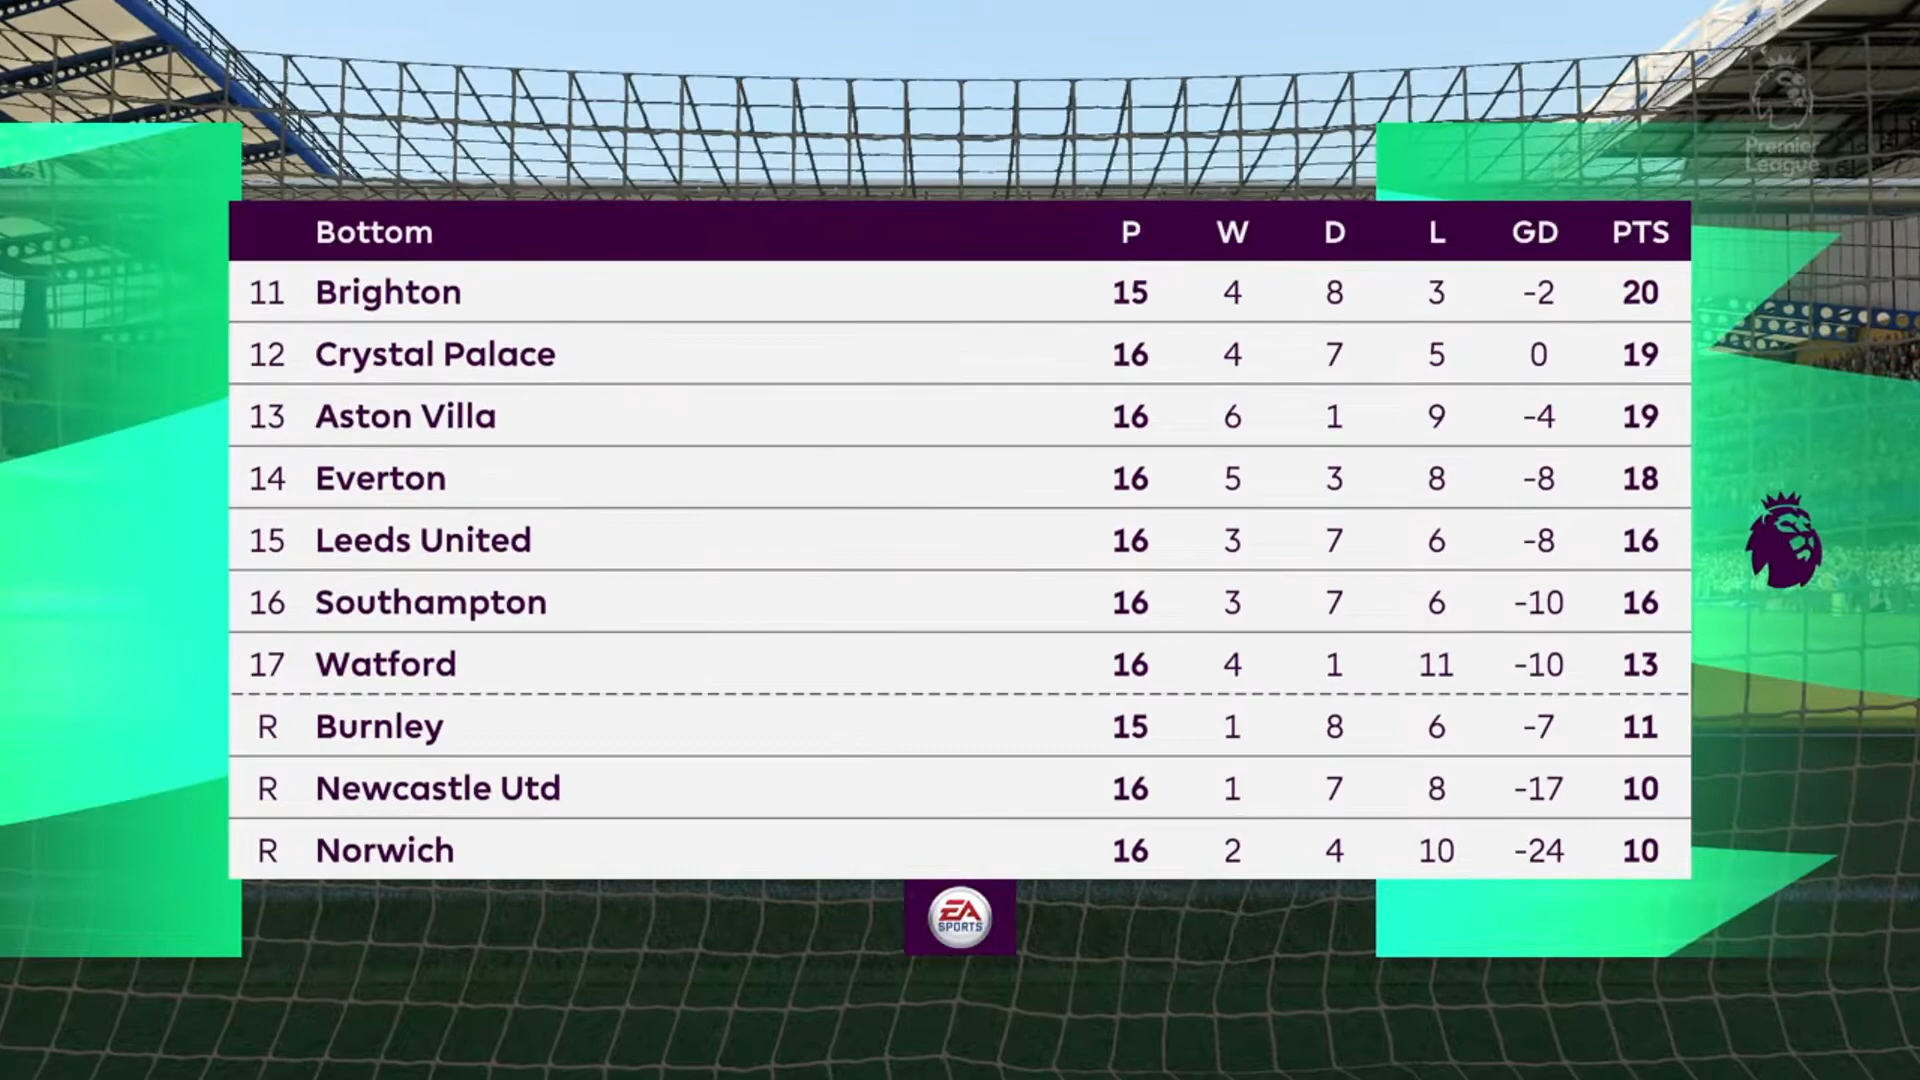 Premier
League
Bottom P W D L GD PTS
11 Brighton 15 4 8 3 -2 20
12 Crystal Palace 16 4 7 5 0 19
13 Aston Villa 16 6 1 9 -4 19
14 Everton 16 5 3 8 -8 18
15 Leeds United 16 3 7 6 -8 16
16 Southampton 16 3 7 6 -10 16
17 Watford 16 4 1 11 -10 13
R Burnley 15 1 8 6 -7 11
R Newcastle Utd 16 1 7 8 -17 10
R Norwich 16 2 4 10 -24 10
EA
SPORTS